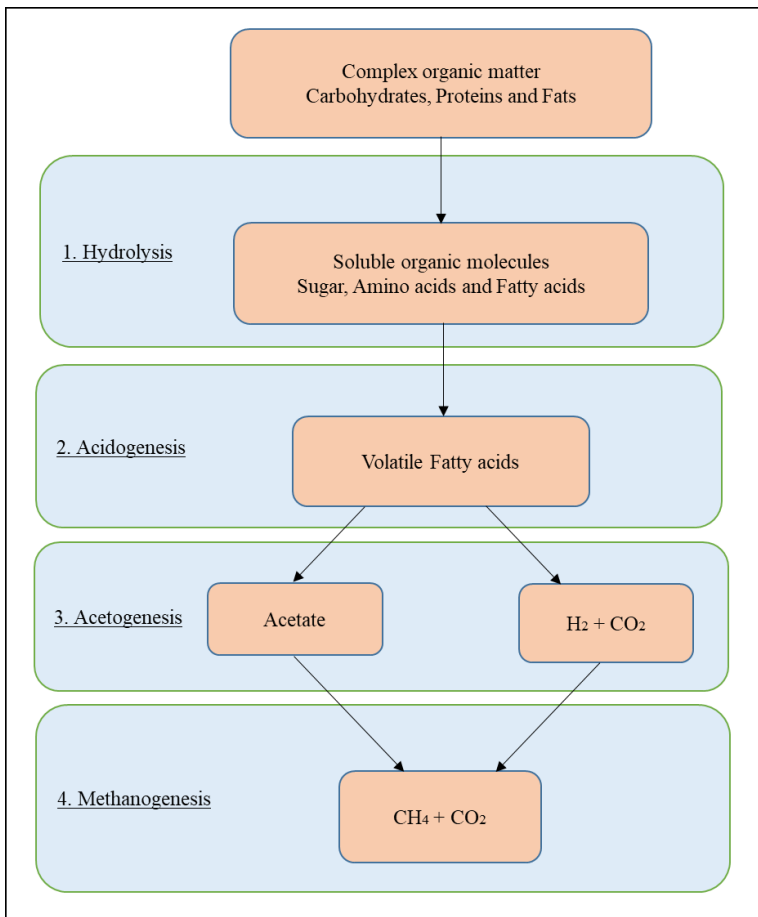 Complex organic matter
Carbohydrates, Proteins and Fats
1. Hydrolysis
Soluble organic molecules
Sugar, Amino acids and Fatty acids
2. Acidogenesis
Volatile Fatty acids
3. Acetogenesis
Acetate
H₂ + CO₂
4. Methanogenesis
CH₄ + CO₂